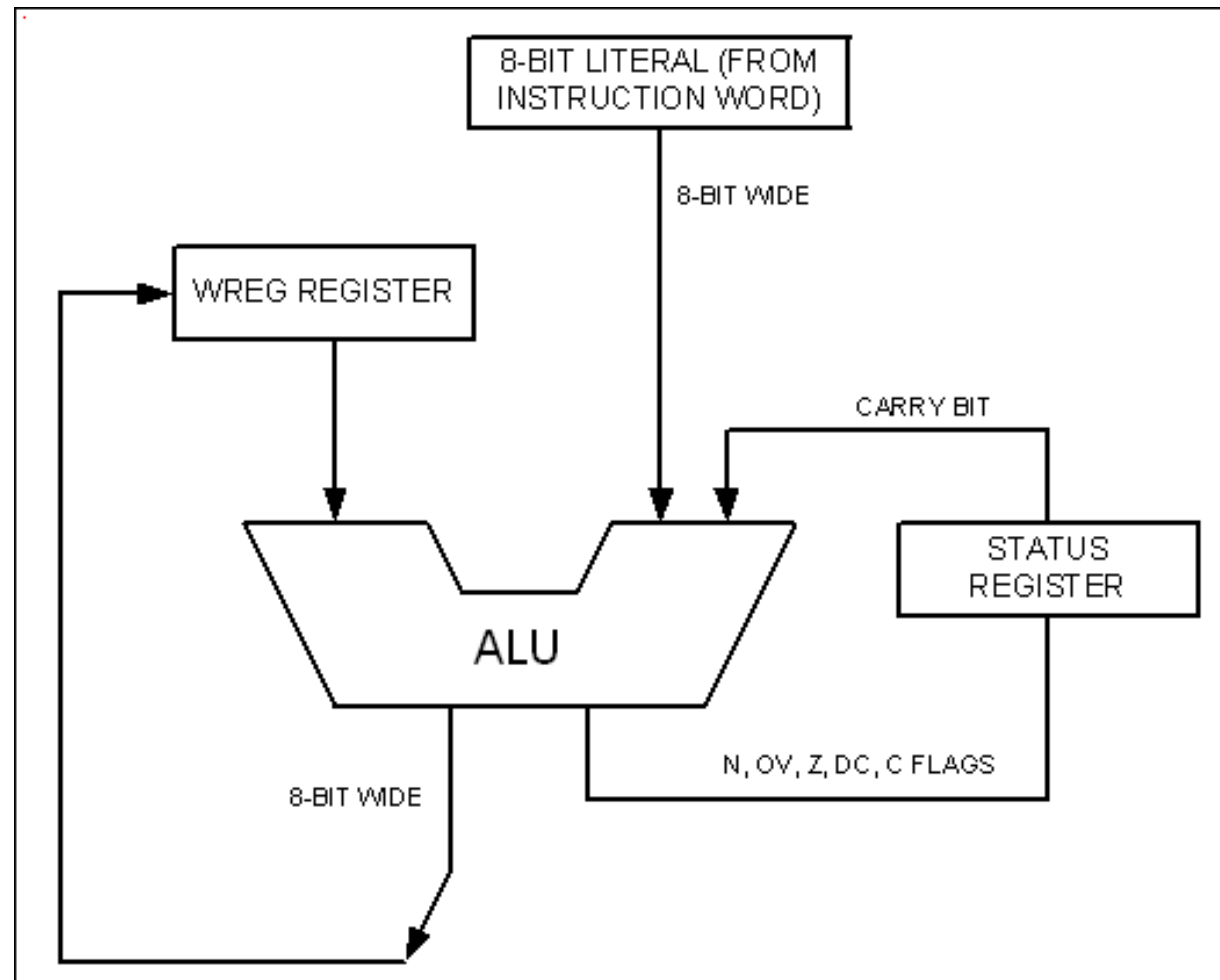 8-BIT LITERAL (FROM
INSTRUCTION WORD)
8-BIT WIDE
WREG REGISTER
CARRY BIT
STATUS
REGISTER
ALU
N, OV, Z, DC, C FLAGS
8-BIT WIDE